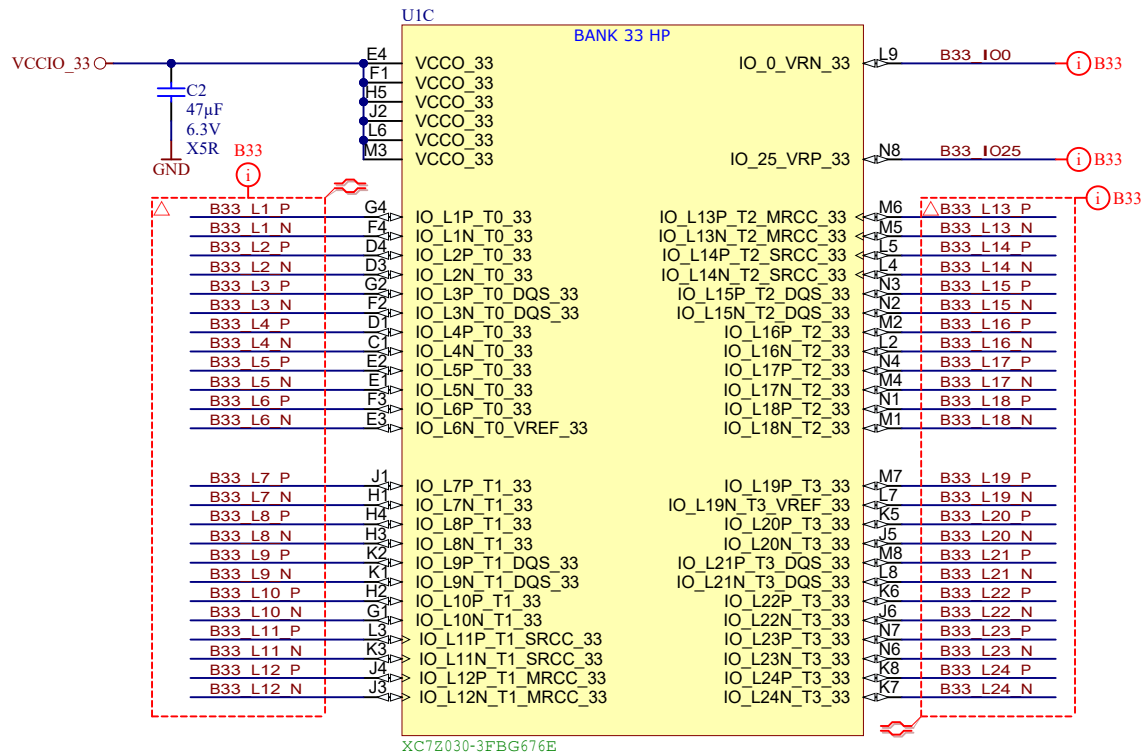 U1C
BANK 33 HP
VCCIO_33
E4 VCCO_33
F1 VCCO_33
H5 VCCO_33
J2 VCCO_33
L6 VCCO_33
M3 VCCO_33
C2
47µF
6.3V
X5R
GND
IO_0_VRN_33 L9 B33_IO0 i B33
IO_25_VRP_33 N8 B33_IO25 i B33
B33
i
B33_L1_P G4 IO_L1P_T0_33
B33_L1_N F4 IO_L1N_T0_33
B33_L2_P D4 IO_L2P_T0_33
B33_L2_N D3 IO_L2N_T0_33
B33_L3_P G2 IO_L3P_T0_DQS_33
B33_L3_N F2 IO_L3N_T0_DQS_33
B33_L4_P D1 IO_L4P_T0_33
B33_L4_N C1 IO_L4N_T0_33
B33_L5_P E2 IO_L5P_T0_33
B33_L5_N E1 IO_L5N_T0_33
B33_L6_P F3 IO_L6P_T0_33
B33_L6_N E3 IO_L6N_T0_VREF_33
B33_L7_P J1 IO_L7P_T1_33
B33_L7_N H1 IO_L7N_T1_33
B33_L8_P H4 IO_L8P_T1_33
B33_L8_N H3 IO_L8N_T1_33
B33_L9_P K2 IO_L9P_T1_DQS_33
B33_L9_N K1 IO_L9N_T1_DQS_33
B33_L10_P H2 IO_L10P_T1_33
B33_L10_N G1 IO_L10N_T1_33
B33_L11_P L3 IO_L11P_T1_SRCC_33
B33_L11_N K3 IO_L11N_T1_SRCC_33
B33_L12_P J4 IO_L12P_T1_MRCC_33
B33_L12_N J3 IO_L12N_T1_MRCC_33
i B33
IO_L13P_T2_MRCC_33 M6 B33_L13_P
IO_L13N_T2_MRCC_33 M5 B33_L13_N
IO_L14P_T2_SRCC_33 L5 B33_L14_P
IO_L14N_T2_SRCC_33 L4 B33_L14_N
IO_L15P_T2_DQS_33 N3 B33_L15_P
IO_L15N_T2_DQS_33 N2 B33_L15_N
IO_L16P_T2_33 M2 B33_L16_P
IO_L16N_T2_33 L2 B33_L16_N
IO_L17P_T2_33 N4 B33_L17_P
IO_L17N_T2_33 M4 B33_L17_N
IO_L18P_T2_33 N1 B33_L18_P
IO_L18N_T2_33 M1 B33_L18_N
IO_L19P_T3_33 M7 B33_L19_P
IO_L19N_T3_VREF_33 L7 B33_L19_N
IO_L20P_T3_33 K5 B33_L20_P
IO_L20N_T3_33 J5 B33_L20_N
IO_L21P_T3_DQS_33 M8 B33_L21_P
IO_L21N_T3_DQS_33 L8 B33_L21_N
IO_L22P_T3_33 K6 B33_L22_P
IO_L22N_T3_33 J6 B33_L22_N
IO_L23P_T3_33 N7 B33_L23_P
IO_L23N_T3_33 N6 B33_L23_N
IO_L24P_T3_33 K8 B33_L24_P
IO_L24N_T3_33 K7 B33_L24_N
XC7Z030-3FBG676E